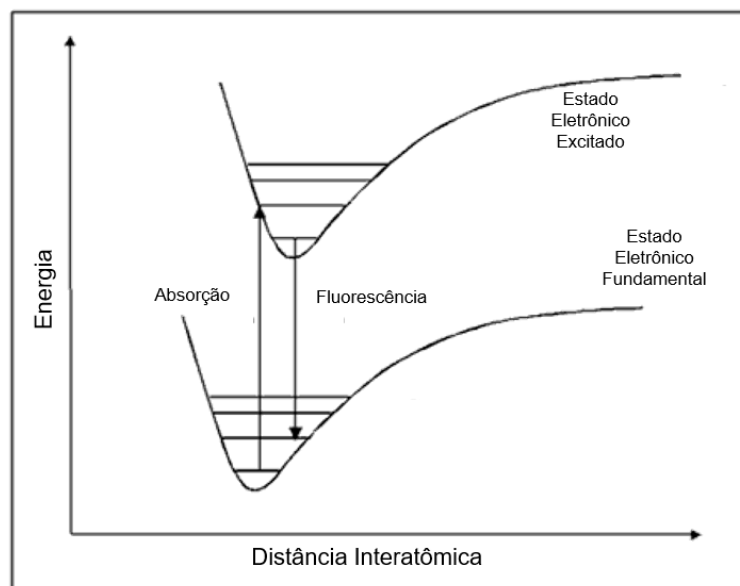 Estado
Eletrônico
Excitado
Estado
Eletrônico
Fundamental
Absorção
Fluorescência
Energia
Distância Interatômica